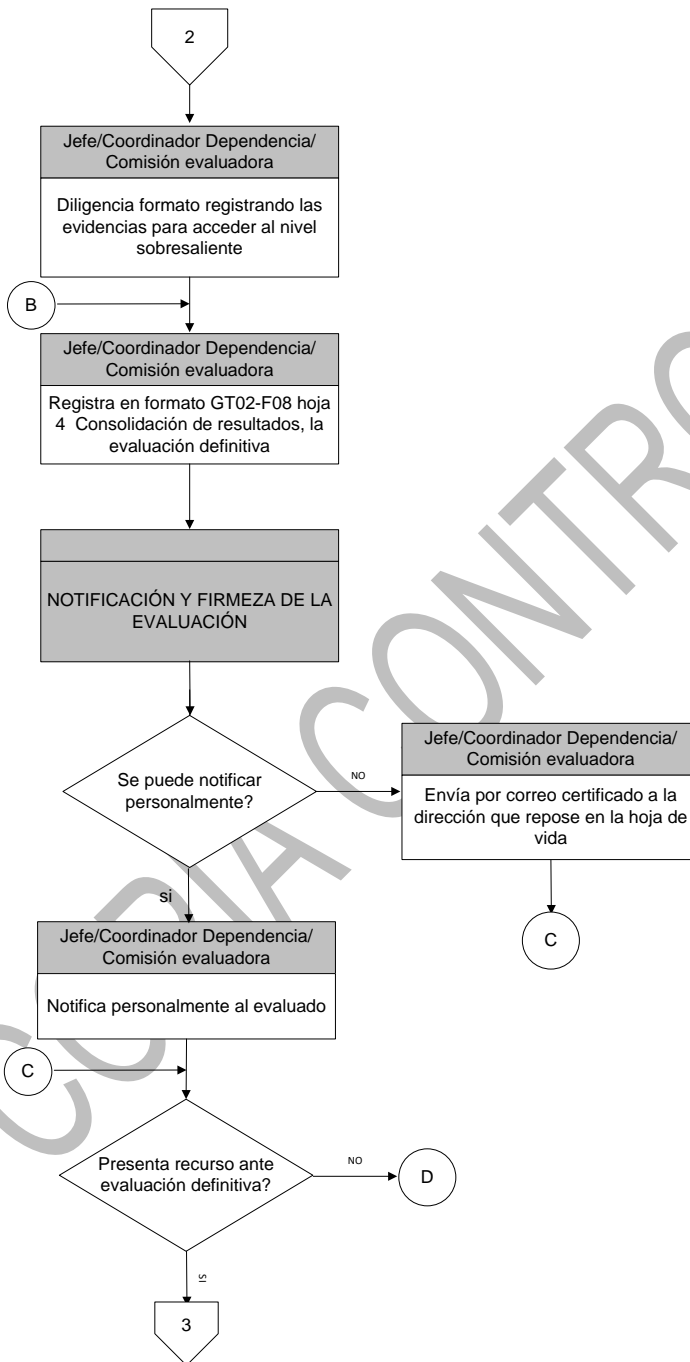 2
Jefe/Coordinador Dependencia/
Comisión evaluadora
Diligencia formato registrando las
evidencias para acceder al nivel
sobresaliente
B
Jefe/Coordinador Dependencia/
Comisión evaluadora
Registra en formato GT02-F08 hoja
4 Consolidación de resultados, la
evaluación definitiva
NOTIFICACIÓN Y FIRMEZA DE LA
EVALUACIÓN
Se puede notificar
personalmente?
NO
Jefe/Coordinador Dependencia/
Comisión evaluadora
Envía por correo certificado a la
dirección que repose en la hoja de
vida
C
si
Jefe/Coordinador Dependencia/
Comisión evaluadora
Notifica personalmente al evaluado
C
Presenta recurso ante
evaluación definitiva?
NO
D
SI
3
COPIA CONTRO